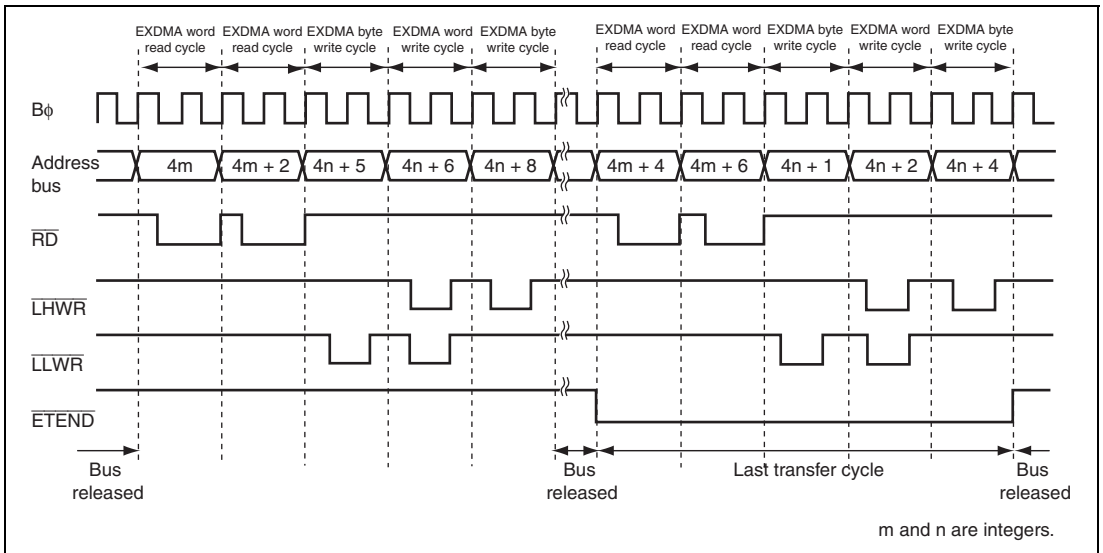 EXDMA word read cycle
EXDMA word read cycle
EXDMA byte write cycle
EXDMA word write cycle
EXDMA byte write cycle
EXDMA word read cycle
EXDMA word read cycle
EXDMA byte write cycle
EXDMA word write cycle
EXDMA byte write cycle
Bϕ
Address bus
4m
4m + 2
4n + 5
4n + 6
4n + 8
4m + 4
4m + 6
4n + 1
4n + 2
4n + 4
RD
LHWR
LLWR
ETEND
Bus released
Bus released
Last transfer cycle
Bus released
m and n are integers.